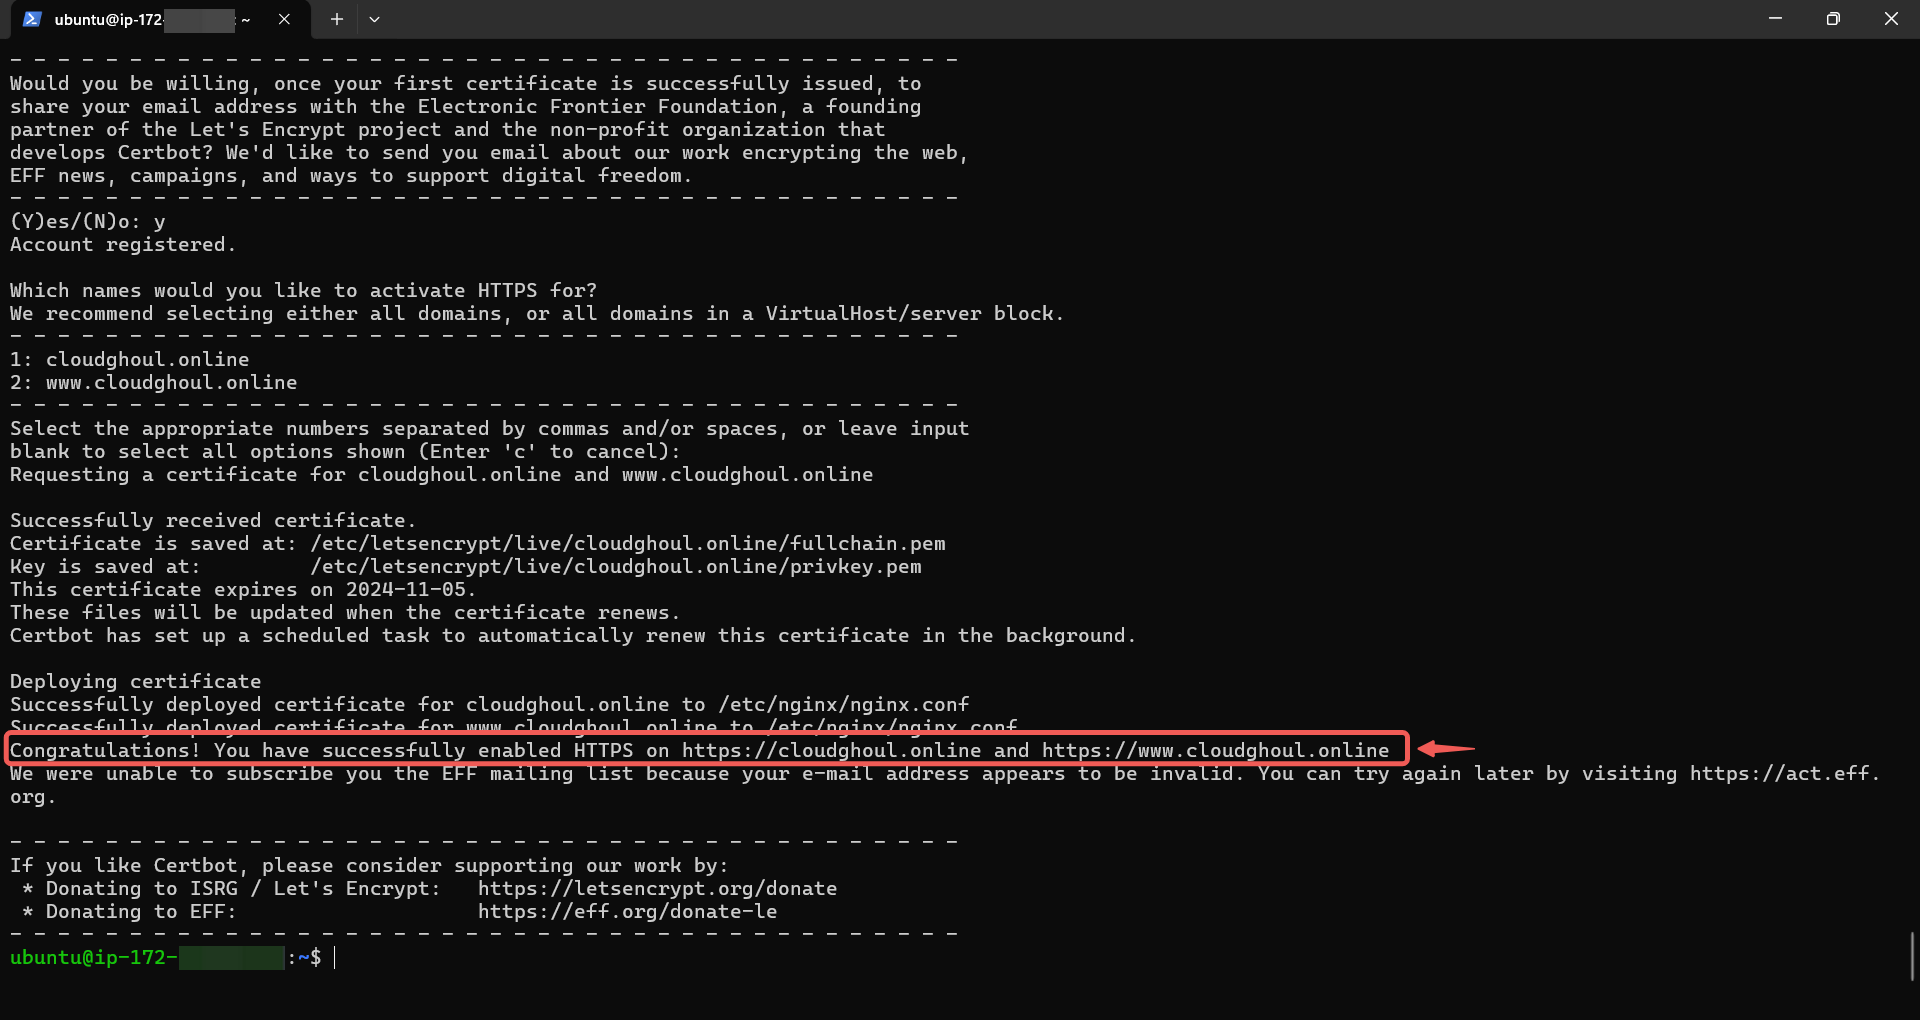 ubuntu@ip-172- : ~
- - - - - - - - - - - - - - - - - - - - - - - - - - - - - - - - - - - - - - - -
Would you be willing, once your first certificate is successfully issued, to
share your email address with the Electronic Frontier Foundation, a founding
partner of the Let's Encrypt project and the non-profit organization that
develops Certbot? We'd like to send you email about our work encrypting the web,
EFF news, campaigns, and ways to support digital freedom.
- - - - - - - - - - - - - - - - - - - - - - - - - - - - - - - - - - - - - - - -
(Y)es/(N)o: y
Account registered.
Which names would you like to activate HTTPS for?
We recommend selecting either all domains, or all domains in a VirtualHost/server block.
- - - - - - - - - - - - - - - - - - - - - - - - - - - - - - - - - - - - - - - -
1: cloudghoul.online
2: www.cloudghoul.online
- - - - - - - - - - - - - - - - - - - - - - - - - - - - - - - - - - - - - - - -
Select the appropriate numbers separated by commas and/or spaces, or leave input
blank to select all options shown (Enter 'c' to cancel):
Requesting a certificate for cloudghoul.online and www.cloudghoul.online
Successfully received certificate.
Certificate is saved at: /etc/letsencrypt/live/cloudghoul.online/fullchain.pem
Key is saved at:         /etc/letsencrypt/live/cloudghoul.online/privkey.pem
This certificate expires on 2024-11-05.
These files will be updated when the certificate renews.
Certbot has set up a scheduled task to automatically renew this certificate in the background.
Deploying certificate
Successfully deployed certificate for cloudghoul.online to /etc/nginx/nginx.conf
Successfully deployed certificate for www.cloudghoul.online to /etc/nginx/nginx.conf
Congratulations! You have successfully enabled HTTPS on https://cloudghoul.online and https://www.cloudghoul.online
We were unable to subscribe you the EFF mailing list because your e-mail address appears to be invalid. You can try again later by visiting https://act.eff.
org.
- - - - - - - - - - - - - - - - - - - - - - - - - - - - - - - - - - - - - - - -
If you like Certbot, please consider supporting our work by:
 * Donating to ISRG / Let's Encrypt:   https://letsencrypt.org/donate
 * Donating to EFF:                    https://eff.org/donate-le
- - - - - - - - - - - - - - - - - - - - - - - - - - - - - - - - - - - - - - - -
ubuntu@ip-172- :~$